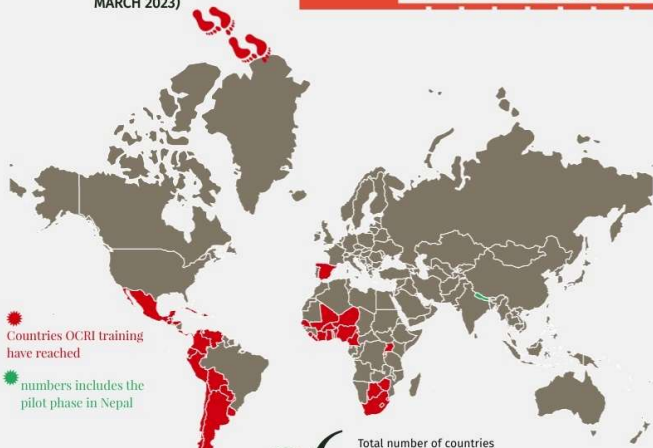 MARCH 2023)
Countries OCRI training
have reached
numbers includes the
pilot phase in Nepal
Total number of countries